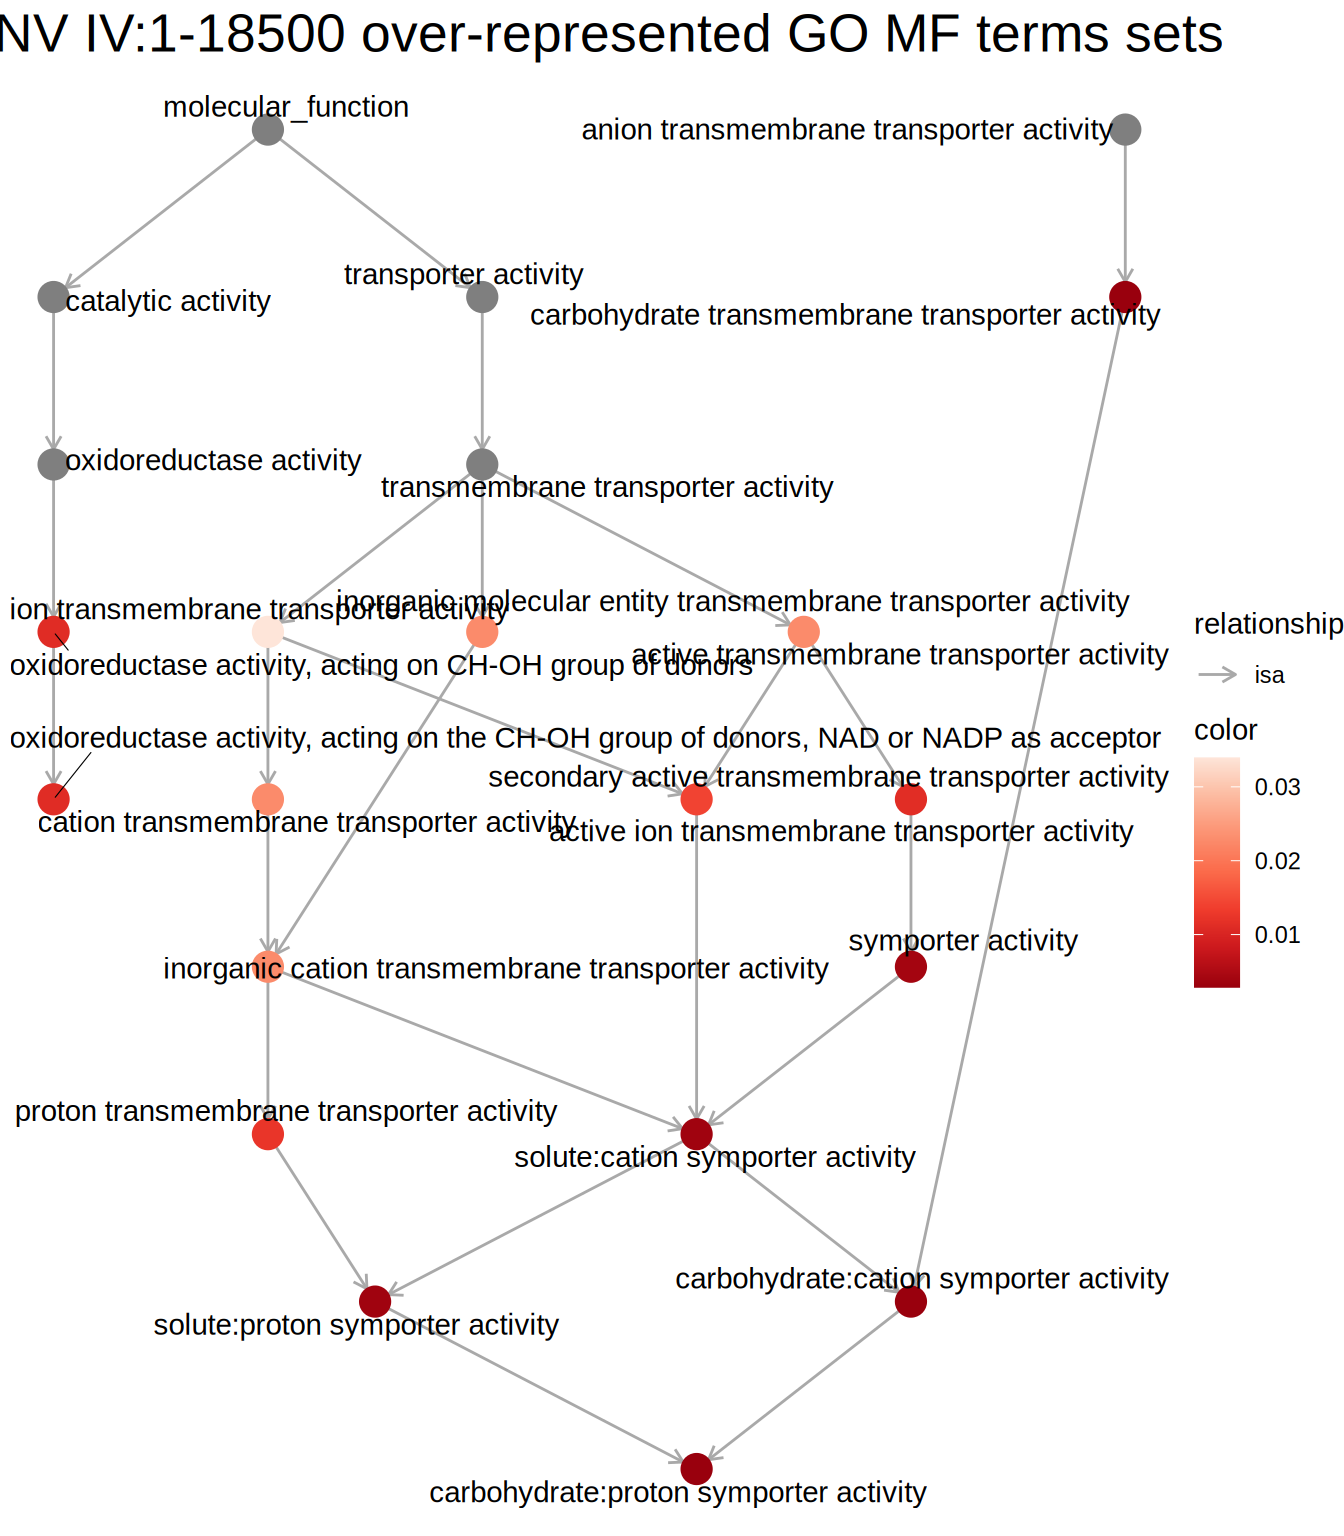 NV IV:1-18500 over-represented GO MF terms sets
molecular_function
anion transmembrane transporter activity
transporter activity
catalytic activity
carbohydrate transmembrane transporter activity
oxidoreductase activity
transmembrane transporter activity
ion transmembrane transporter activity
inorganic molecular entity transmembrane transporter activity
active transmembrane transporter activity
oxidoreductase activity, acting on CH-OH group of donors
oxidoreductase activity, acting on the CH-OH group of donors, NAD or NADP as acceptor
secondary active transmembrane transporter activity
cation transmembrane transporter activity
active ion transmembrane transporter activity
symporter activity
inorganic cation transmembrane transporter activity
proton transmembrane transporter activity
solute:cation symporter activity
carbohydrate:cation symporter activity
solute:proton symporter activity
carbohydrate:proton symporter activity
relationship
isa
color
0.03
0.02
0.01